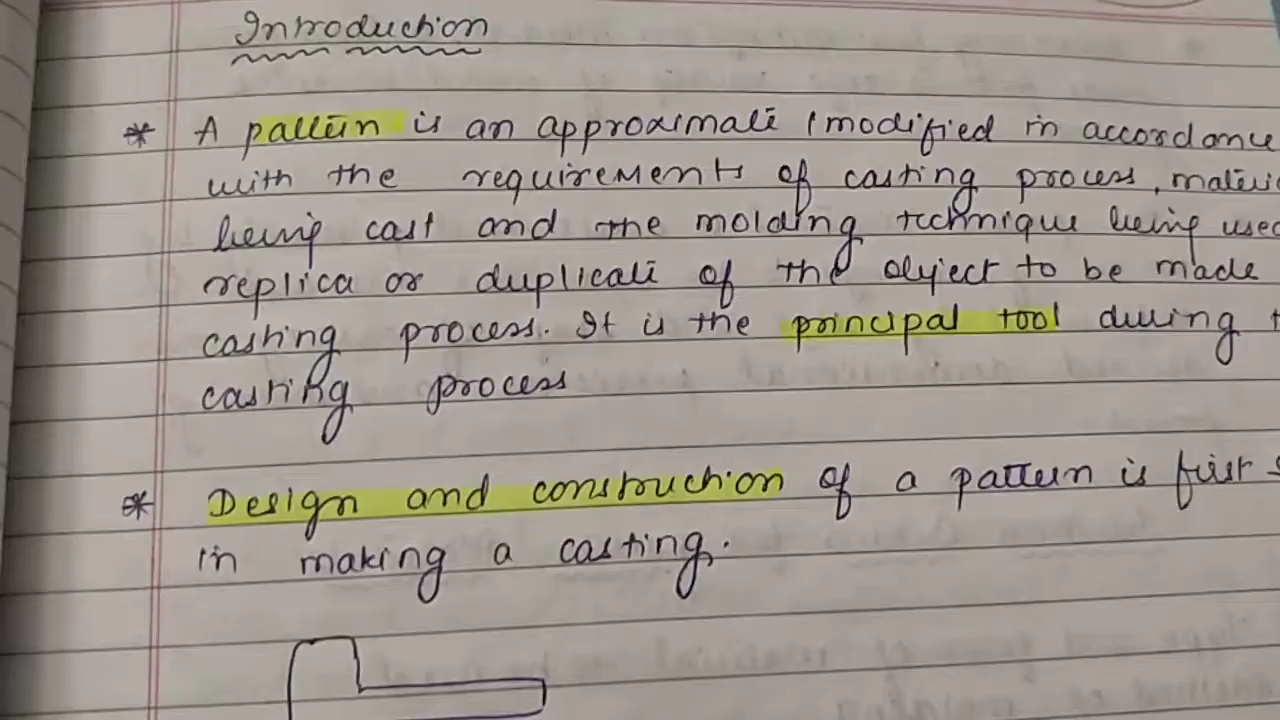 Introduction
* A pattern is an approximate (modified in accordance
with the requirements of casting process, materi
being cast and the molding technique being used
replica or duplicate of the object to be made
casting process. It is the principal tool during t
casting process
* Design and construction of a pattern is first s
in making a casting.